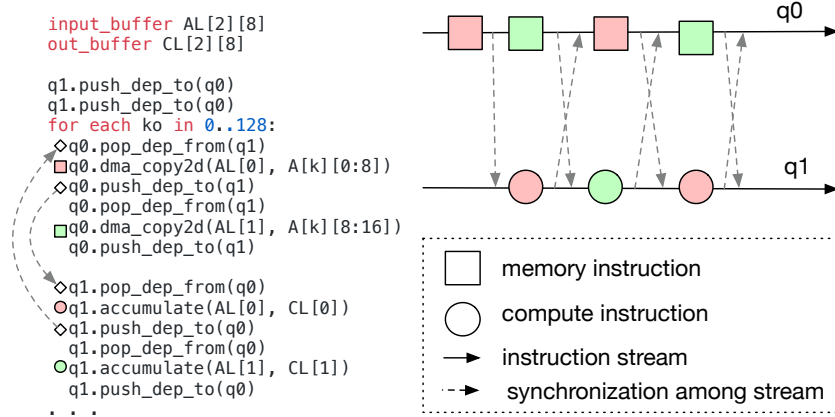 input_buffer AL[2][8]
out_buffer CL[2][8]
q1.push_dep_to(q0)
q1.push_dep_to(q0)
for each ko in 0..128:
q0.pop_dep_from(q1)
q0.dma_copy2d(AL[0], A[k][0:8])
q0.push_dep_to(q1)
q0.pop_dep_from(q1)
q0.dma_copy2d(AL[1], A[k][8:16])
q0.push_dep_to(q1)
q1.pop_dep_from(q0)
q1.accumulate(AL[0], CL[0])
q1.push_dep_to(q0)
q1.pop_dep_from(q0)
q1.accumulate(AL[1], CL[1])
q1.push_dep_to(q0)
q0
q1
memory instruction
compute instruction
instruction stream
synchronization among stream